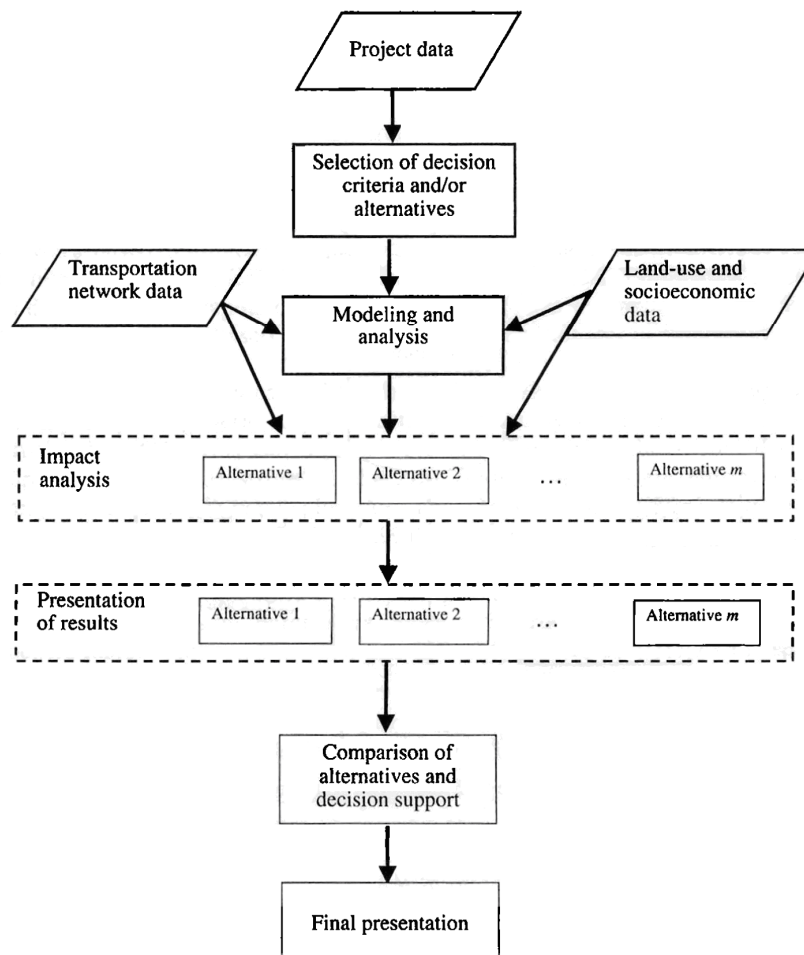 Project data
Selection of decision
criteria and/or
alternatives
Transportation
network data
Land-use and
socioeconomic
data
Modeling and
analysis
Impact
analysis
Alternative 1
Alternative 2
...
Alternative m
Presentation
of results
Alternative 1
Alternative 2
...
Alternative m
Comparison of
alternatives and
decision support
Final presentation